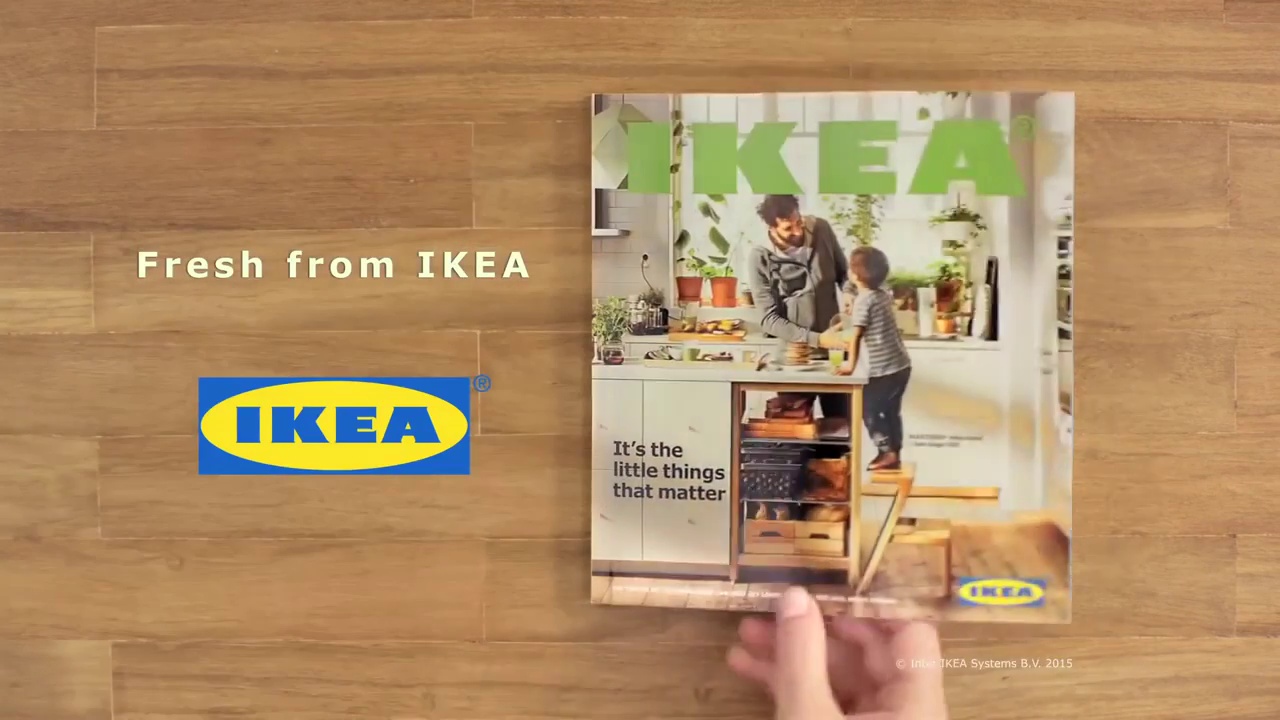 Fresh from IKEA
IKEA®
IKEA®
It's the
little things
that matter
IKEA
© Inter IKEA Systems B.V. 2015